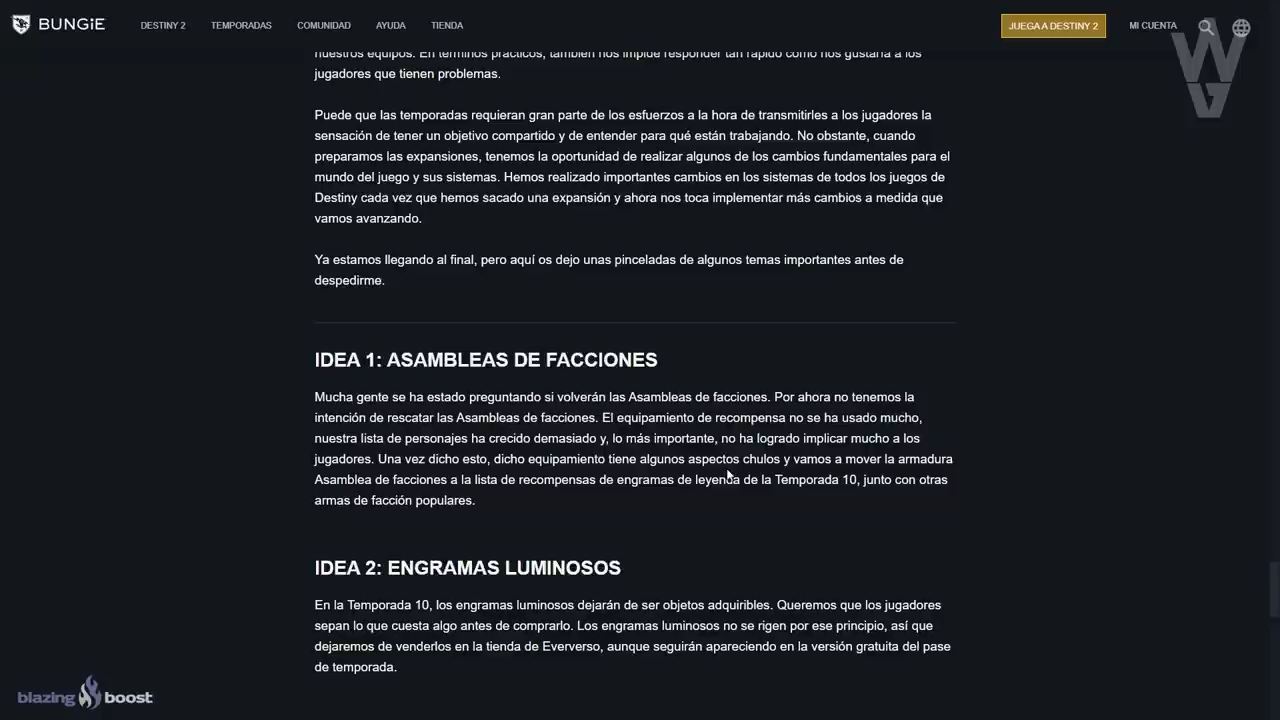 BUNGiE
DESTINY 2
TEMPORADAS
COMUNIDAD
AYUDA
TIENDA
JUEGA A DESTINY 2
MI CUENTA
WG
nuestros equipos. En términos prácticos, también nos impide responder tan rápido como nos gustaría a los
jugadores que tienen problemas.
Puede que las temporadas requieran gran parte de los esfuerzos a la hora de transmitirles a los jugadores la
sensación de tener un objetivo compartido y de entender para qué están trabajando. No obstante, cuando
preparamos las expansiones, tenemos la oportunidad de realizar algunos de los cambios fundamentales para el
mundo del juego y sus sistemas. Hemos realizado importantes cambios en los sistemas de todos los juegos de
Destiny cada vez que hemos sacado una expansión y ahora nos toca implementar más cambios a medida que
vamos avanzando.
Ya estamos llegando al final, pero aquí os dejo unas pinceladas de algunos temas importantes antes de
despedirme.
IDEA 1: ASAMBLEAS DE FACCIONES
Mucha gente se ha estado preguntando si volverán las Asambleas de facciones. Por ahora no tenemos la
intención de rescatar las Asambleas de facciones. El equipamiento de recompensa no se ha usado mucho,
nuestra lista de personajes ha crecido demasiado y, lo más importante, no ha logrado implicar mucho a los
jugadores. Una vez dicho esto, dicho equipamiento tiene algunos aspectos chulos y vamos a mover la armadura
Asamblea de facciones a la lista de recompensas de engramas de leyenda de la Temporada 10, junto con otras
armas de facción populares.
IDEA 2: ENGRAMAS LUMINOSOS
En la Temporada 10, los engramas luminosos dejarán de ser objetos adquiribles. Queremos que los jugadores
sepan lo que cuesta algo antes de comprarlo. Los engramas luminosos no se rigen por ese principio, así que
dejaremos de venderlos en la tienda de Eververso, aunque seguirán apareciendo en la versión gratuita del pase
de temporada.
blazing boost